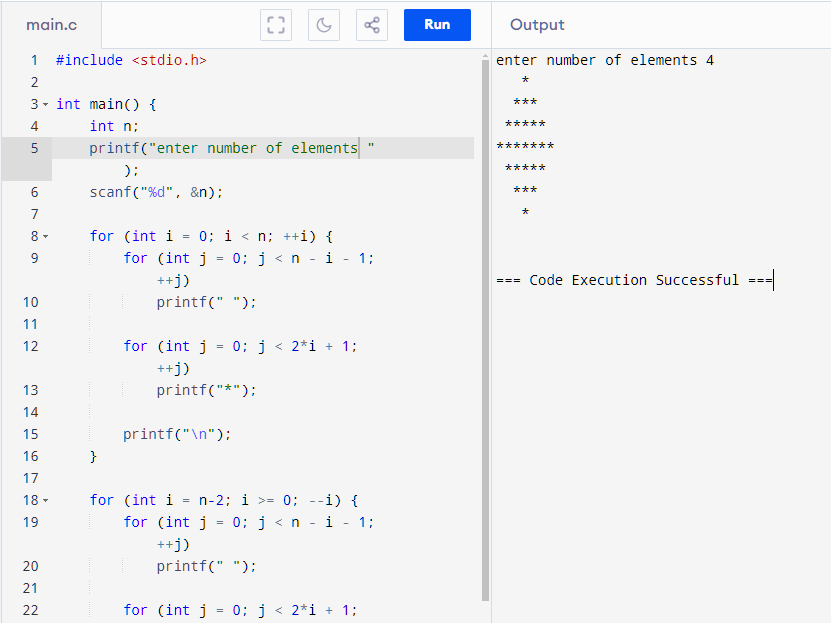 main.c
Run
Output
1 #include <stdio.h>
2
3 int main() {
4     int n;
5     printf("enter number of elements "
        );
6     scanf("%d", &n);
7
8     for (int i = 0; i < n; ++i) {
9         for (int j = 0; j < n - i - 1;
            ++j)
10            printf(" ");
11
12        for (int j = 0; j < 2*i + 1;
            ++j)
13            printf("*");
14
15        printf("\n");
16    }
17
18    for (int i = n-2; i >= 0; --i) {
19        for (int j = 0; j < n - i - 1;
            ++j)
20            printf(" ");
21
22        for (int j = 0; j < 2*i + 1;
enter number of elements 4
   *
  ***
 *****
*******
 *****
  ***
   *
=== Code Execution Successful ===